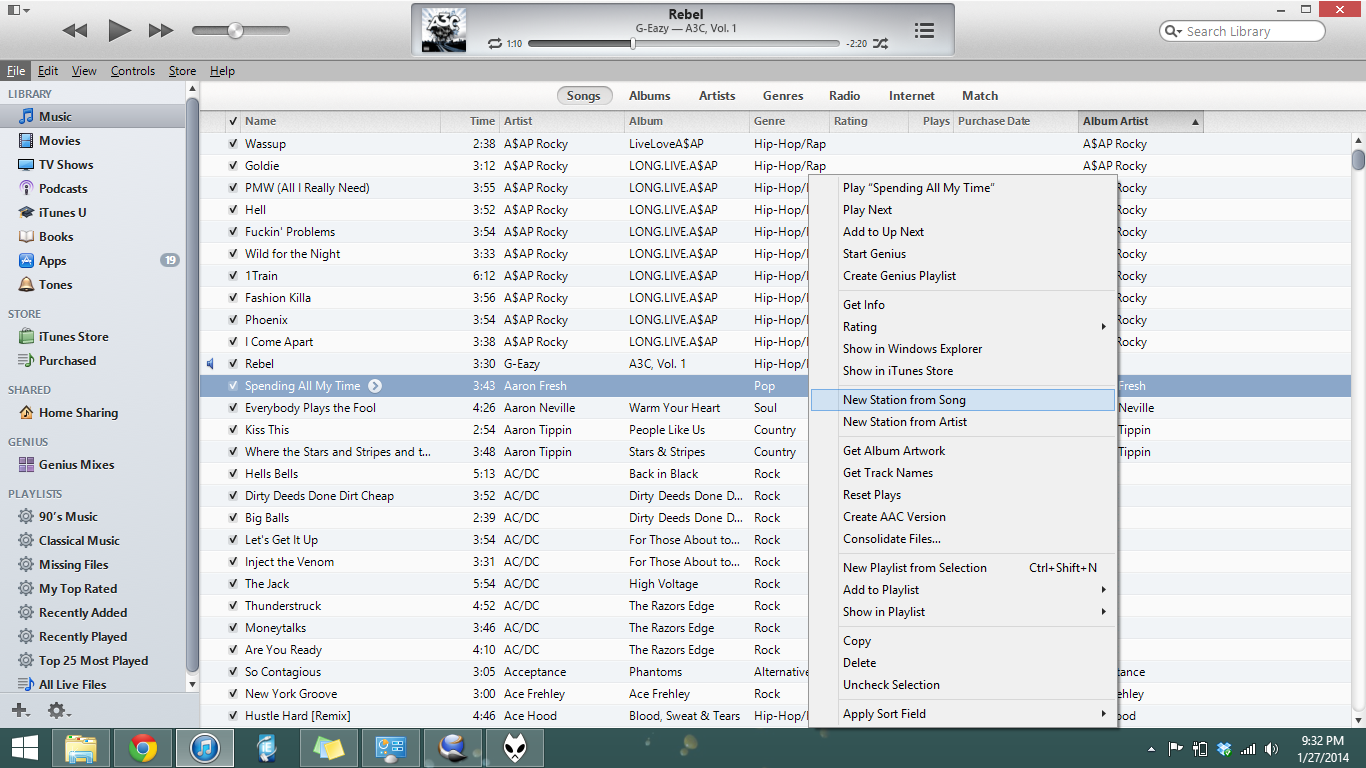 Rebel
G-Eazy — A3C, Vol. 1
1:10 -2:20
Search Library
File Edit View Controls Store Help
LIBRARY
Music
Movies
TV Shows
Podcasts
iTunes U
Books
Apps 19
Tones
STORE
iTunes Store
Purchased
SHARED
Home Sharing
GENIUS
Genius Mixes
PLAYLISTS
90's Music
Classical Music
Missing Files
My Top Rated
Recently Added
Recently Played
Top 25 Most Played
All Live Files
Songs Albums Artists Genres Radio Internet Match
Name Time Artist Album Genre Rating Plays Purchase Date Album Artist
Wassup 2:38 A$AP Rocky LiveLoveA$AP Hip-Hop/Rap A$AP Rocky
Goldie 3:12 A$AP Rocky LONG.LIVE.A$AP Hip-Hop/Rap A$AP Rocky
PMW (All I Really Need) 3:55 A$AP Rocky LONG.LIVE.A$AP Hip-Hop/ Rocky
Hell 3:52 A$AP Rocky LONG.LIVE.A$AP Hip-Hop/ Rocky
Fuckin' Problems 3:54 A$AP Rocky LONG.LIVE.A$AP Hip-Hop/ Rocky
Wild for the Night 3:33 A$AP Rocky LONG.LIVE.A$AP Hip-Hop/ Rocky
1Train 6:12 A$AP Rocky LONG.LIVE.A$AP Hip-Hop/ Rocky
Fashion Killa 3:56 A$AP Rocky LONG.LIVE.A$AP Hip-Hop/ Rocky
Phoenix 3:54 A$AP Rocky LONG.LIVE.A$AP Hip-Hop/ Rocky
I Come Apart 3:38 A$AP Rocky LONG.LIVE.A$AP Hip-Hop/ Rocky
Rebel 3:30 G-Eazy A3C, Vol. 1 Hip-Hop/
Spending All My Time 3:43 Aaron Fresh Pop Fresh
Everybody Plays the Fool 4:26 Aaron Neville Warm Your Heart Soul Neville
Kiss This 2:54 Aaron Tippin People Like Us Country Tippin
Where the Stars and Stripes and t... 3:48 Aaron Tippin Stars & Stripes Country Tippin
Hells Bells 5:13 AC/DC Back in Black Rock
Dirty Deeds Done Dirt Cheap 3:52 AC/DC Dirty Deeds Done D... Rock
Big Balls 2:39 AC/DC Dirty Deeds Done D... Rock
Let's Get It Up 3:54 AC/DC For Those About to... Rock
Inject the Venom 3:31 AC/DC For Those About to... Rock
The Jack 5:54 AC/DC High Voltage Rock
Thunderstruck 4:52 AC/DC The Razors Edge Rock
Moneytalks 3:46 AC/DC The Razors Edge Rock
Are You Ready 4:10 AC/DC The Razors Edge Rock
So Contagious 3:05 Acceptance Phantoms Alternative tance
New York Groove 3:00 Ace Frehley Ace Frehley Rock rehley
Hustle Hard [Remix] 4:46 Ace Hood Blood, Sweat & Tears Hip-Hop/ ood
Play “Spending All My Time”
Play Next
Add to Up Next
Start Genius
Create Genius Playlist
Get Info
Rating
Show in Windows Explorer
Show in iTunes Store
New Station from Song
New Station from Artist
Get Album Artwork
Get Track Names
Reset Plays
Create AAC Version
Consolidate Files...
New Playlist from Selection Ctrl+Shift+N
Add to Playlist
Show in Playlist
Copy
Delete
Uncheck Selection
Apply Sort Field
9:32 PM
1/27/2014